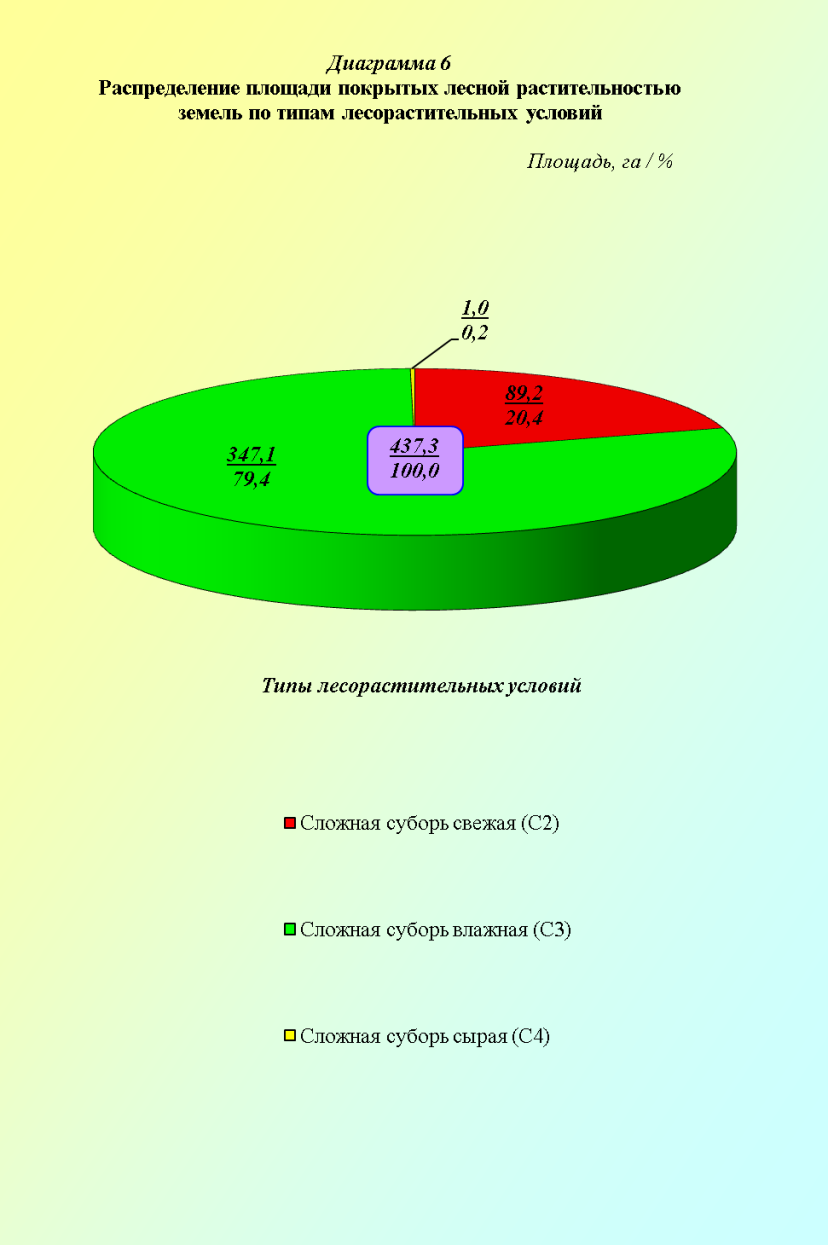 Диаграмма 6
Распределение площади покрытых лесной растительностью
земель по типам лесорастительных условий
Площадь, га / %
1,0
0,2
89,2
20,4
347,1
79,4
437,3
100,0
Типы лесорастительных условий
Сложная суборь свежая (С2)
Сложная суборь влажная (С3)
Сложная суборь сырая (С4)